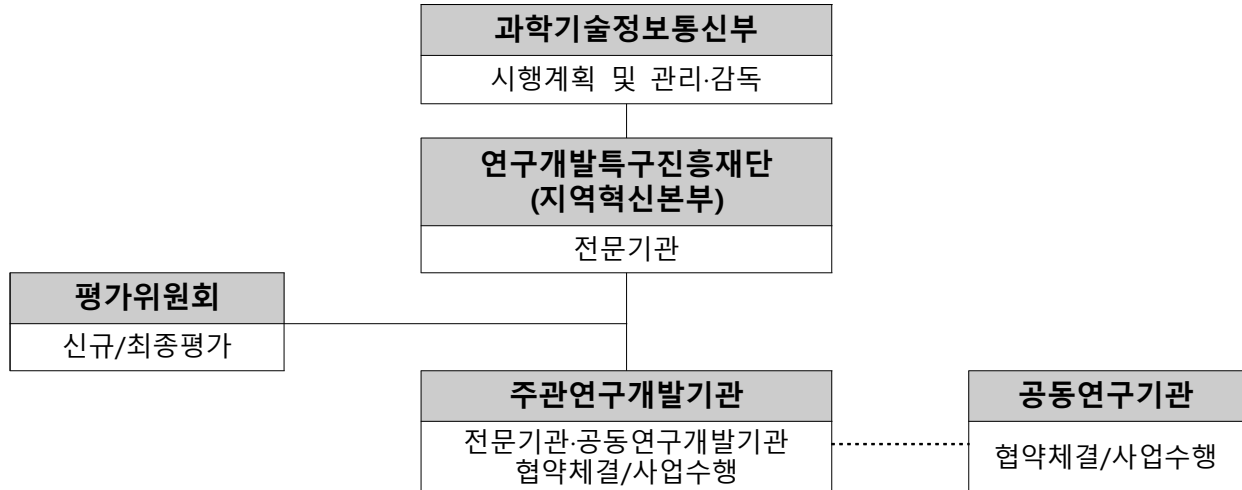 과학기술정보통신부
시행계획 및 관리·감독
연구개발특구진흥재단
(지역혁신본부)
전문기관
평가위원회
신규/최종평가
주관연구개발기관
전문기관·공동연구개발기관
협약체결/사업수행
공동연구기관
협약체결/사업수행